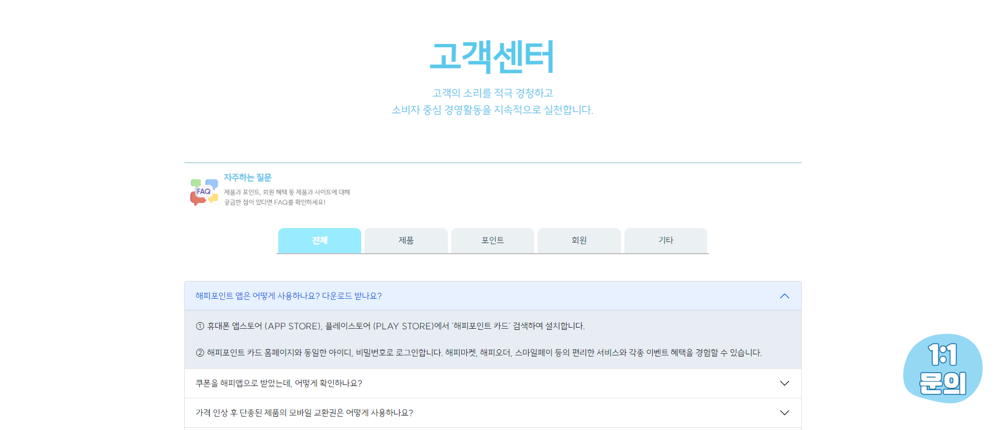 고객센터
고객의 소리를 적극 경청하고
소비자 중심 경영활동을 지속적으로 실천합니다.
FAQ
자주하는 질문
제품과 포인트, 회원 혜택 등 제품과 사이트에 대해
궁금한 점이 있다면 FAQ를 확인하세요!
전체 제품 포인트 회원 기타
해피포인트 앱은 어떻게 사용하나요? 다운로드 받나요?
① 휴대폰 앱스토어 (APP STORE), 플레이스토어 (PLAY STORE)에서 '해피포인트 카드' 검색하여 설치합니다.
② 해피포인트 카드 홈페이지와 동일한 아이디, 비밀번호로 로그인합니다. 해피마켓, 해피오더, 스마일페이 등의 편리한 서비스와 각종 이벤트 혜택을 경험할 수 있습니다.
쿠폰을 해피앱으로 받았는데, 어떻게 확인하나요?
가격 인상 후 단종된 제품의 모바일 교환권은 어떻게 사용하나요?
1:1
문의